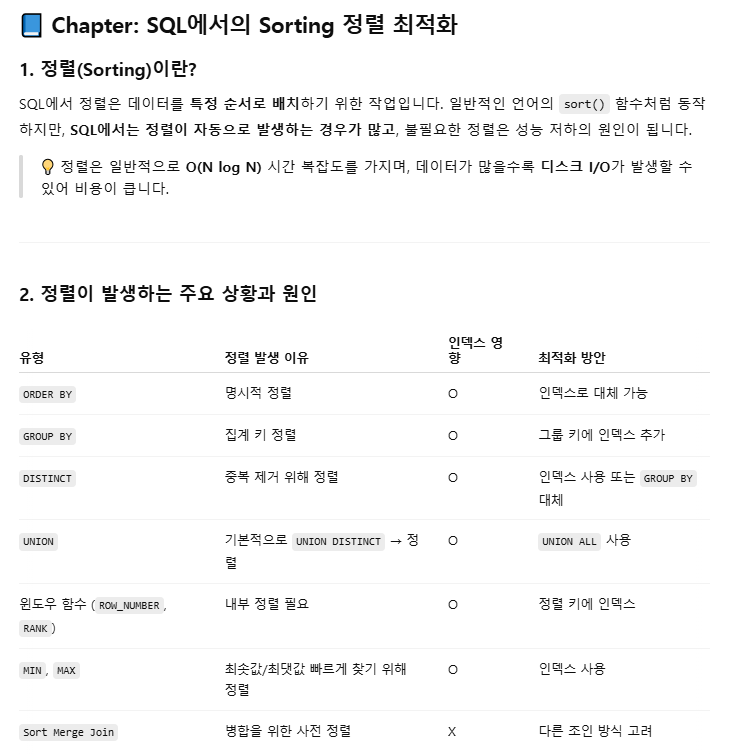 📘 Chapter: SQL에서의 Sorting 정렬 최적화
1. 정렬(Sorting)이란?
SQL에서 정렬은 데이터를 특정 순서로 배치하기 위한 작업입니다. 일반적인 언어의 sort() 함수처럼 동작
하지만, SQL에서는 정렬이 자동으로 발생하는 경우가 많고, 불필요한 정렬은 성능 저하의 원인이 됩니다.
💡 정렬은 일반적으로 O(N log N) 시간 복잡도를 가지며, 데이터가 많을수록 디스크 I/O가 발생할 수
있어 비용이 큽니다.
2. 정렬이 발생하는 주요 상황과 원인
유형 정렬 발생 이유 인덱스 영
향 최적화 방안
ORDER BY 명시적 정렬 O 인덱스로 대체 가능
GROUP BY 집계 키 정렬 O 그룹 키에 인덱스 추가
DISTINCT 중복 제거 위해 정렬 O 인덱스 사용 또는 GROUP BY
대체
UNION 기본적으로 UNION DISTINCT → 정
렬 O UNION ALL 사용
윈도우 함수 (ROW_NUMBER,
RANK) 내부 정렬 필요 O 정렬 키에 인덱스
MIN, MAX 최솟값/최댓값 빠르게 찾기 위해
정렬 O 인덱스 사용
Sort Merge Join 병합을 위한 사전 정렬 X 다른 조인 방식 고려